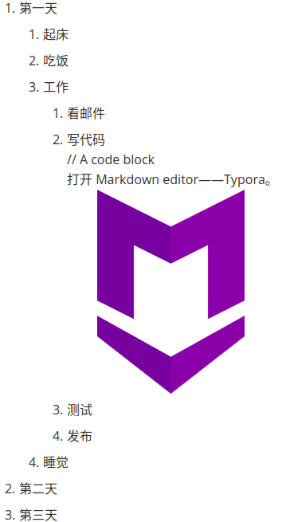 1. 第一天
1. 起床
2. 吃饭
3. 工作
1. 看邮件
2. 写代码
// A code block
打开 Markdown editor——Typora。
3. 测试
4. 发布
4. 睡觉
2. 第二天
3. 第三天